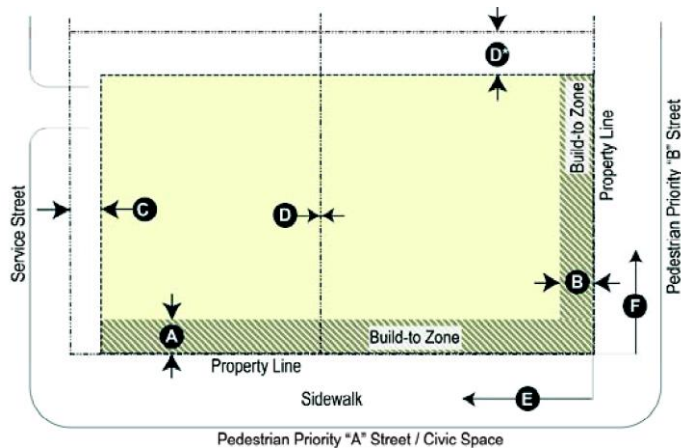 D*
Build-to Zone
Property Line
Pedestrian Priority "B" Street
Service Street
C
D
B
F
A
Build-to Zone
Property Line
Sidewalk
E
Pedestrian Priority "A" Street / Civic Space